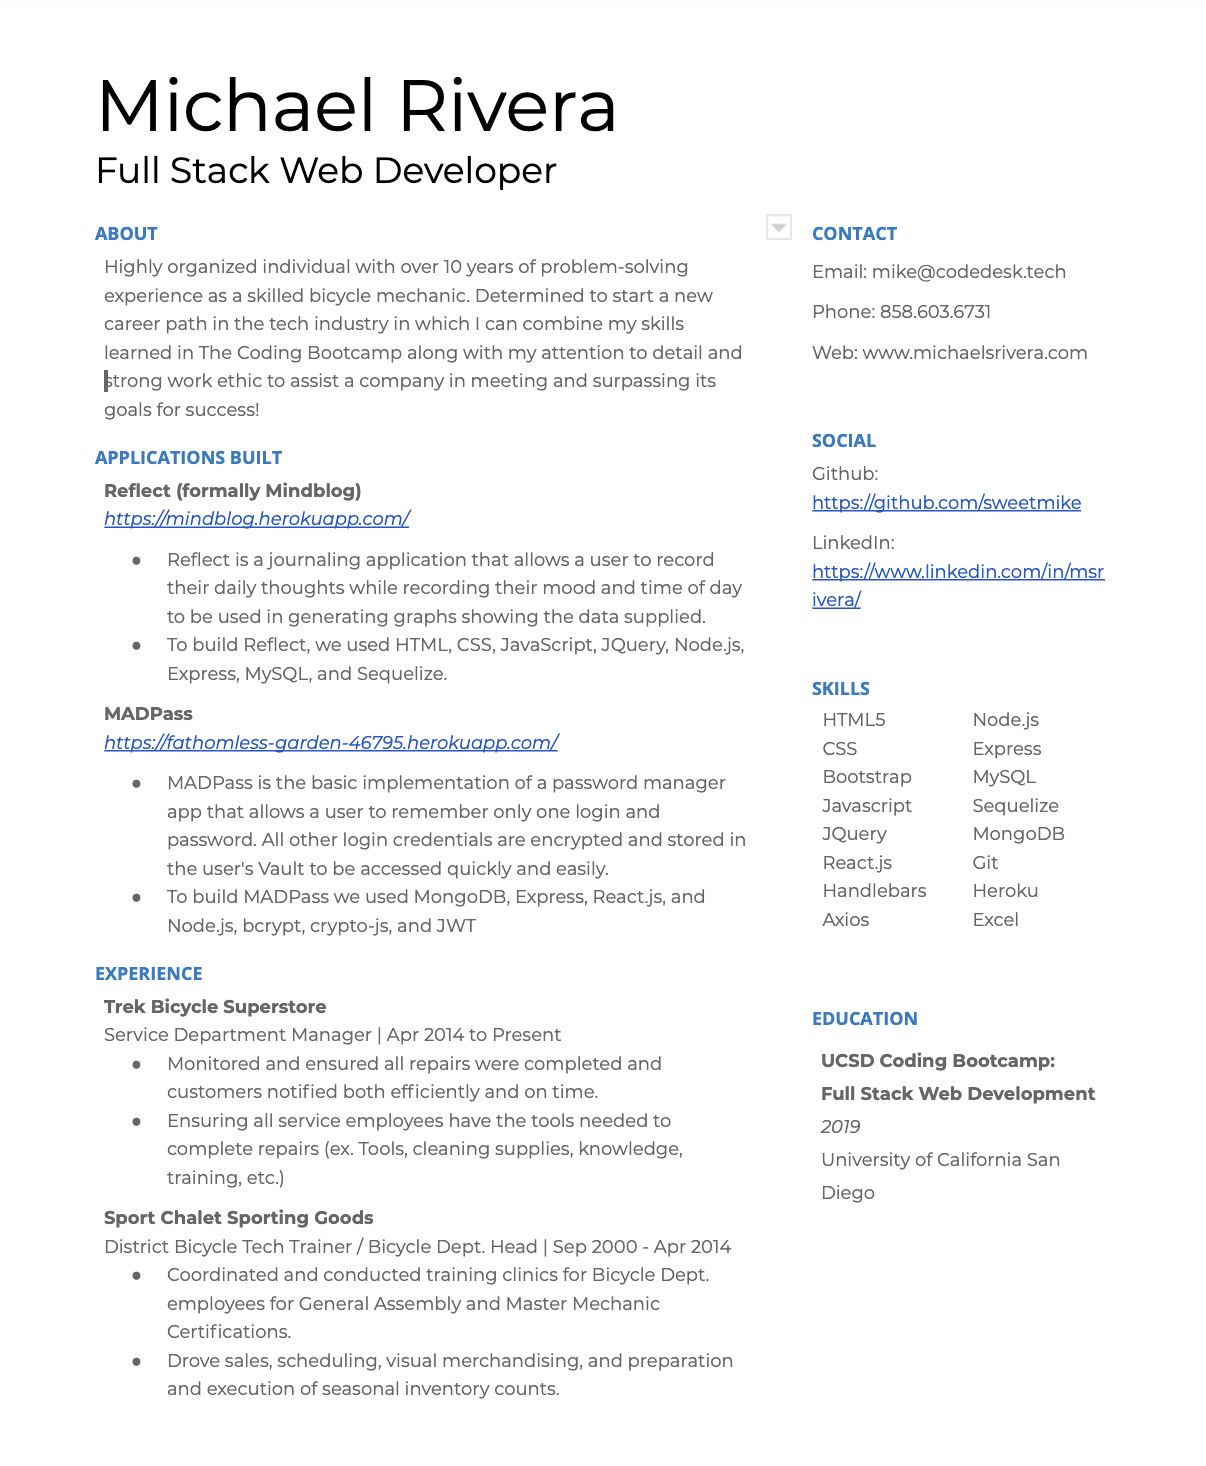 Michael Rivera
Full Stack Web Developer
ABOUT
Highly organized individual with over 10 years of problem-solving
experience as a skilled bicycle mechanic. Determined to start a new
career path in the tech industry in which I can combine my skills
learned in The Coding Bootcamp along with my attention to detail and
strong work ethic to assist a company in meeting and surpassing its
goals for success!
APPLICATIONS BUILT
Reflect (formally Mindblog)
https://mindblog.herokuapp.com/
● Reflect is a journaling application that allows a user to record
their daily thoughts while recording their mood and time of day
to be used in generating graphs showing the data supplied.
● To build Reflect, we used HTML, CSS, JavaScript, JQuery, Node.js,
Express, MySQL, and Sequelize.
MADPass
https://fathomless-garden-46795.herokuapp.com/
● MADPass is the basic implementation of a password manager
app that allows a user to remember only one login and
password. All other login credentials are encrypted and stored in
the user's Vault to be accessed quickly and easily.
● To build MADPass we used MongoDB, Express, React.js, and
Node.js, bcrypt, crypto-js, and JWT
EXPERIENCE
Trek Bicycle Superstore
Service Department Manager | Apr 2014 to Present
● Monitored and ensured all repairs were completed and
customers notified both efficiently and on time.
● Ensuring all service employees have the tools needed to
complete repairs (ex. Tools, cleaning supplies, knowledge,
training, etc.)
Sport Chalet Sporting Goods
District Bicycle Tech Trainer / Bicycle Dept. Head | Sep 2000 - Apr 2014
● Coordinated and conducted training clinics for Bicycle Dept.
employees for General Assembly and Master Mechanic
Certifications.
● Drove sales, scheduling, visual merchandising, and preparation
and execution of seasonal inventory counts.
CONTACT
Email: mike@codedesk.tech
Phone: 858.603.6731
Web: www.michaelsrivera.com
SOCIAL
Github:
https://github.com/sweetmike
LinkedIn:
https://www.linkedin.com/in/msr
ivera/
SKILLS
HTML5 Node.js
CSS Express
Bootstrap MySQL
Javascript Sequelize
JQuery MongoDB
React.js Git
Handlebars Heroku
Axios Excel
EDUCATION
UCSD Coding Bootcamp:
Full Stack Web Development
2019
University of California San
Diego